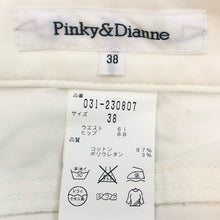 Pinky&Dianne
38
品番
031-230807
サイズ
38
ウエスト 61
ヒップ 88
コットン 97%
ポリウレタン 3%